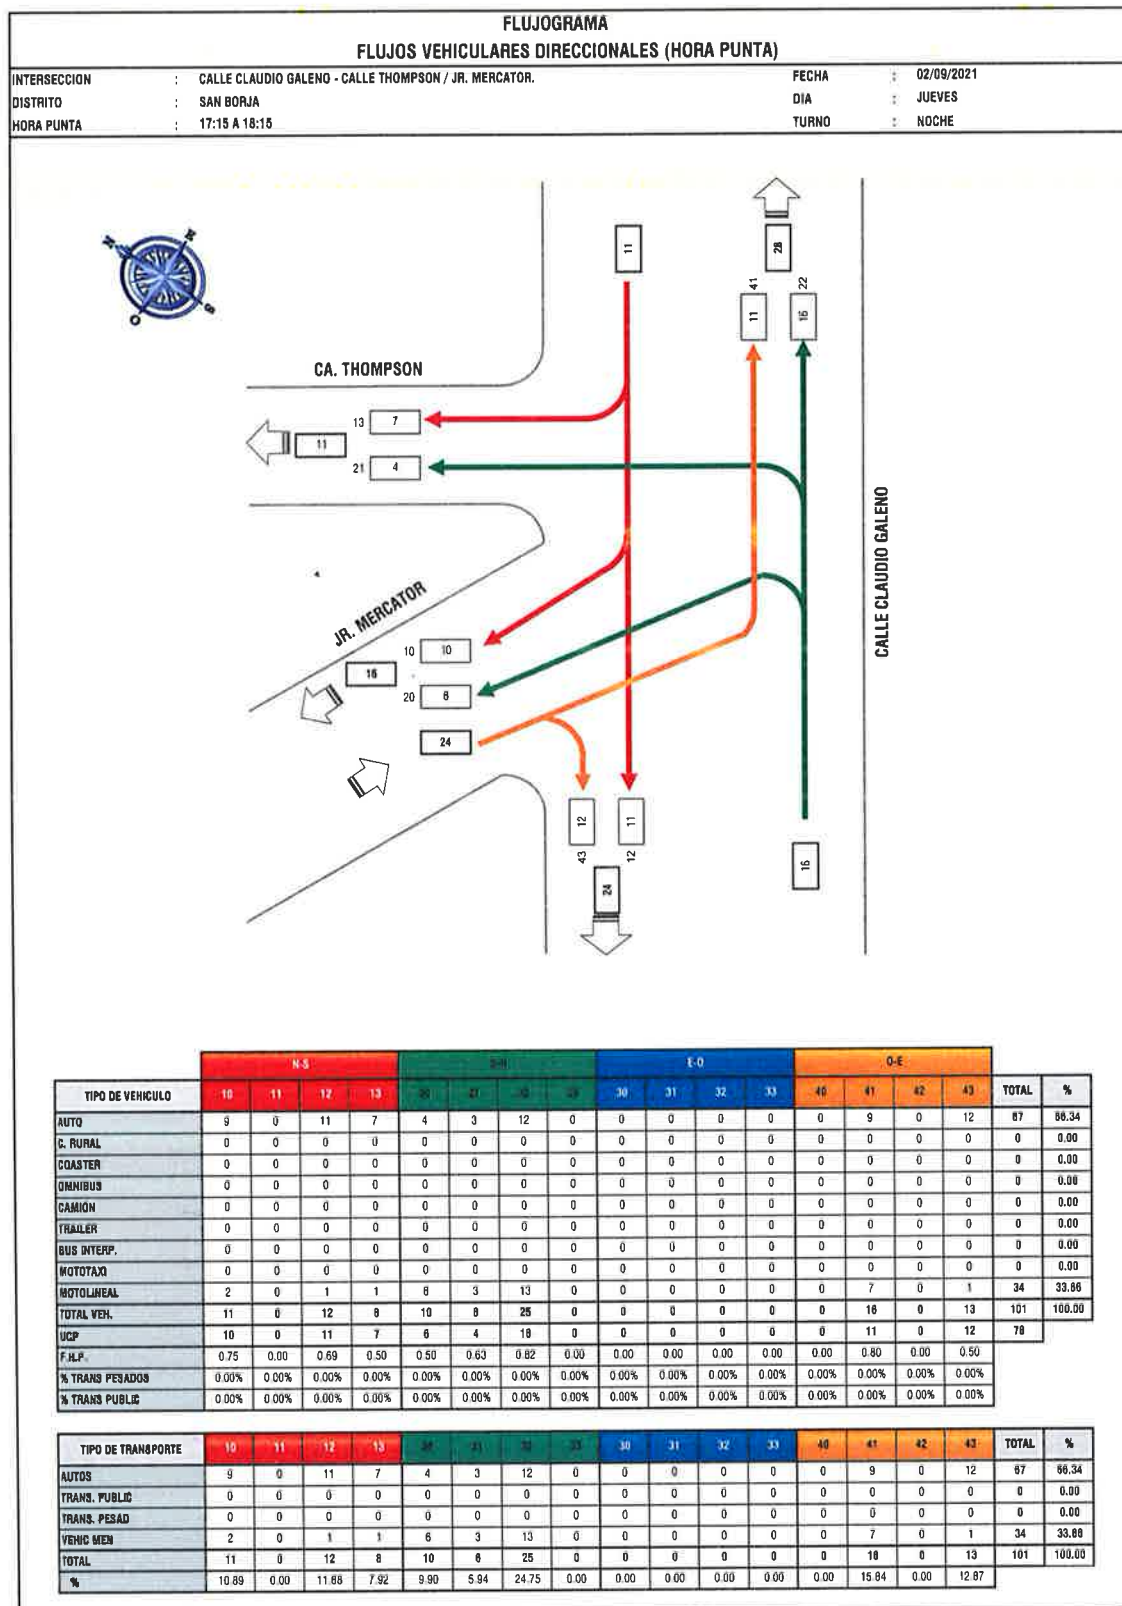 FLUJOGRAMA
FLUJOS VEHICULARES DIRECCIONALES (HORA PUNTA)
INTERSECCION : CALLE CLAUDIO GALENO - CALLE THOMPSON / JR. MERCATOR. FECHA : 02/09/2021
DISTRITO : SAN BORJA DIA : JUEVES
HORA PUNTA : 17:15 A 18:15 TURNO : NOCHE
N
S
O
11
28
41 22
11 16
CA. THOMPSON
13 7
11
21 4
CALLE CLAUDIO GALENO
JR. MERCATOR
10 10
16
20 6
24
12 11
43 12
24
16
N-S S-N E-O O-E
TIPO DE VEHICULO 10 11 12 13 20 21 22 23 30 31 32 33 40 41 42 43 TOTAL %
AUTO 9 0 11 7 4 3 12 0 0 0 0 0 0 9 0 12 67 66.34
C. RURAL 0 0 0 0 0 0 0 0 0 0 0 0 0 0 0 0 0 0.00
COASTER 0 0 0 0 0 0 0 0 0 0 0 0 0 0 0 0 0 0.00
OMNIBUS 0 0 0 0 0 0 0 0 0 0 0 0 0 0 0 0 0 0.00
CAMIÓN 0 0 0 0 0 0 0 0 0 0 0 0 0 0 0 0 0 0.00
TRAILER 0 0 0 0 0 0 0 0 0 0 0 0 0 0 0 0 0 0.00
BUS INTERP. 0 0 0 0 0 0 0 0 0 0 0 0 0 0 0 0 0 0.00
MOTOTAXI 0 0 0 0 0 0 0 0 0 0 0 0 0 0 0 0 0 0.00
MOTOLINEAL 2 0 1 1 6 3 13 0 0 0 0 0 0 7 0 1 34 33.66
TOTAL VEH. 11 0 12 8 10 6 25 0 0 0 0 0 0 16 0 13 101 100.00
UCP 10 0 11 7 6 4 16 0 0 0 0 0 0 11 0 12 78
F.H.P. 0.75 0.00 0.69 0.50 0.50 0.63 0.82 0.00 0.00 0.00 0.00 0.00 0.00 0.80 0.00 0.50
% TRANS PESADOS 0.00% 0.00% 0.00% 0.00% 0.00% 0.00% 0.00% 0.00% 0.00% 0.00% 0.00% 0.00% 0.00% 0.00% 0.00% 0.00%
% TRANS PUBLIC 0.00% 0.00% 0.00% 0.00% 0.00% 0.00% 0.00% 0.00% 0.00% 0.00% 0.00% 0.00% 0.00% 0.00% 0.00% 0.00%
TIPO DE TRANSPORTE 10 11 12 13 20 21 22 23 30 31 32 33 40 41 42 43 TOTAL %
AUTOS 9 0 11 7 4 3 12 0 0 0 0 0 0 9 0 12 67 66.34
TRANS. PUBLIC 0 0 0 0 0 0 0 0 0 0 0 0 0 0 0 0 0 0.00
TRANS. PESAD 0 0 0 0 0 0 0 0 0 0 0 0 0 0 0 0 0 0.00
VEHIC MEN 2 0 1 1 6 3 13 0 0 0 0 0 0 7 0 1 34 33.66
TOTAL 11 0 12 8 10 6 25 0 0 0 0 0 0 16 0 13 101 100.00
% 10.89 0.00 11.88 7.92 9.90 5.94 24.75 0.00 0.00 0.00 0.00 0.00 0.00 15.84 0.00 12.87